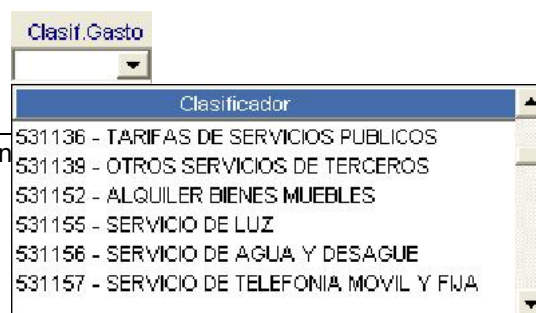 Clasif.Gasto
Clasificador
531136 - TARIFAS DE SERVICIOS PUBLICOS
n
531139 - OTROS SERVICIOS DE TERCEROS
531152 - ALQUILER BIENES MUEBLES
531155 - SERVICIO DE LUZ
531156 - SERVICIO DE AGUA Y DESAGUE
531157 - SERVICIO DE TELEFONIA MOVIL Y FIJA